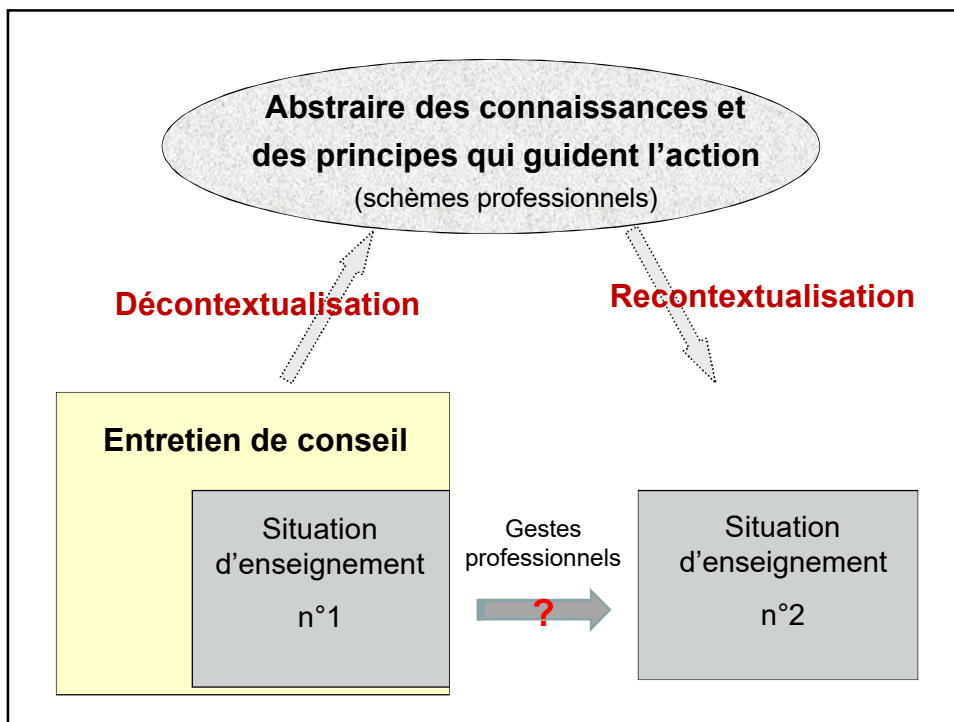 Abstraire des connaissances et
des principes qui guident l’action
(schèmes professionnels)
Décontextualisation
Recontextualisation
Entretien de conseil
Situation
d’enseignement
n°1
Gestes
professionnels
?
Situation
d’enseignement
n°2